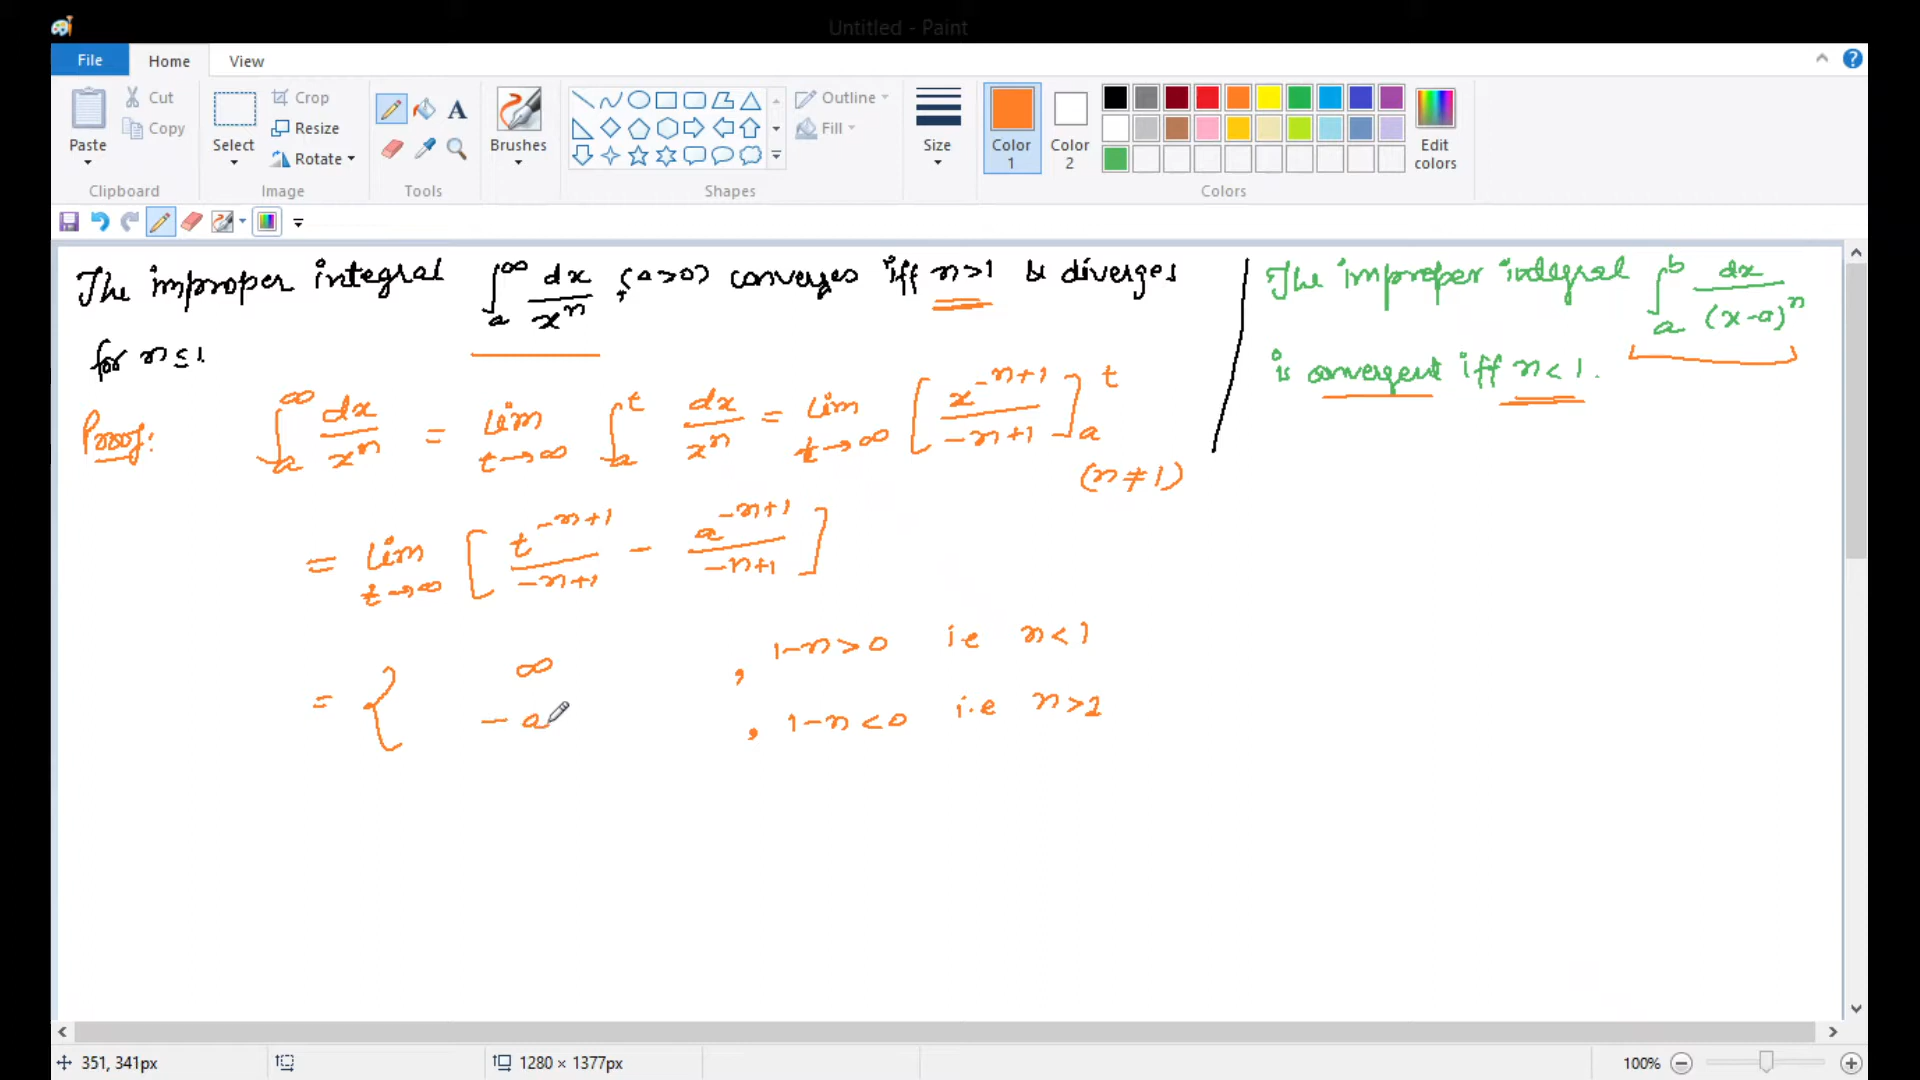 Untitled - Paint
File Home View
Cut
Copy
Paste
Clipboard
Select
Crop
Resize
Rotate
Image
Tools
Brushes
Outline
Fill
Shapes
Size
Color 1
Color 2
Edit colors
Colors
The improper integral ∫_a^∞ dx/x^n, (a>0) converges iff n>1 & diverges
for n≤1
Proof: ∫_a^∞ dx/x^n = lim_{t→∞} ∫_a^t dx/x^n = lim_{t→∞} [x^{-n+1}/(-n+1)]_a^t
(n≠1)
= lim_{t→∞} [t^{-n+1}/(-n+1) - a^{-n+1}/(-n+1)]
= { ∞ , 1-n>0 i.e n<1
- a , 1-n<0 i.e n>1
The improper integral ∫_a^b dx/(x-a)^n
is convergent iff n<1.
351, 341px
1280 × 1377px
100%